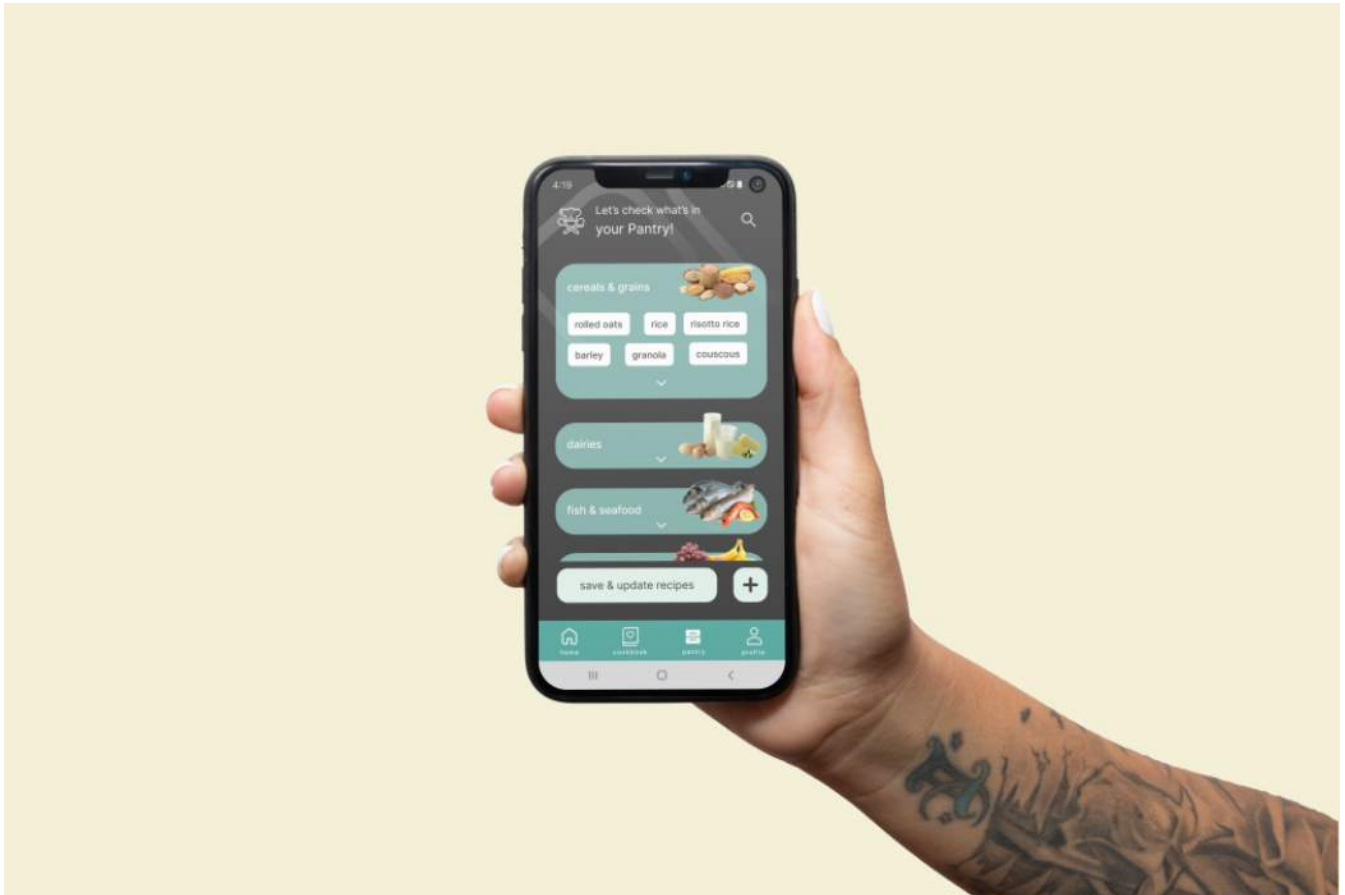 4:19
Let's check what's in
your Pantry!
cereals & grains
rolled oats rice risotto rice
barley granola couscous
dairies
fish & seafood
save & update recipes
home cookbook pantry profile